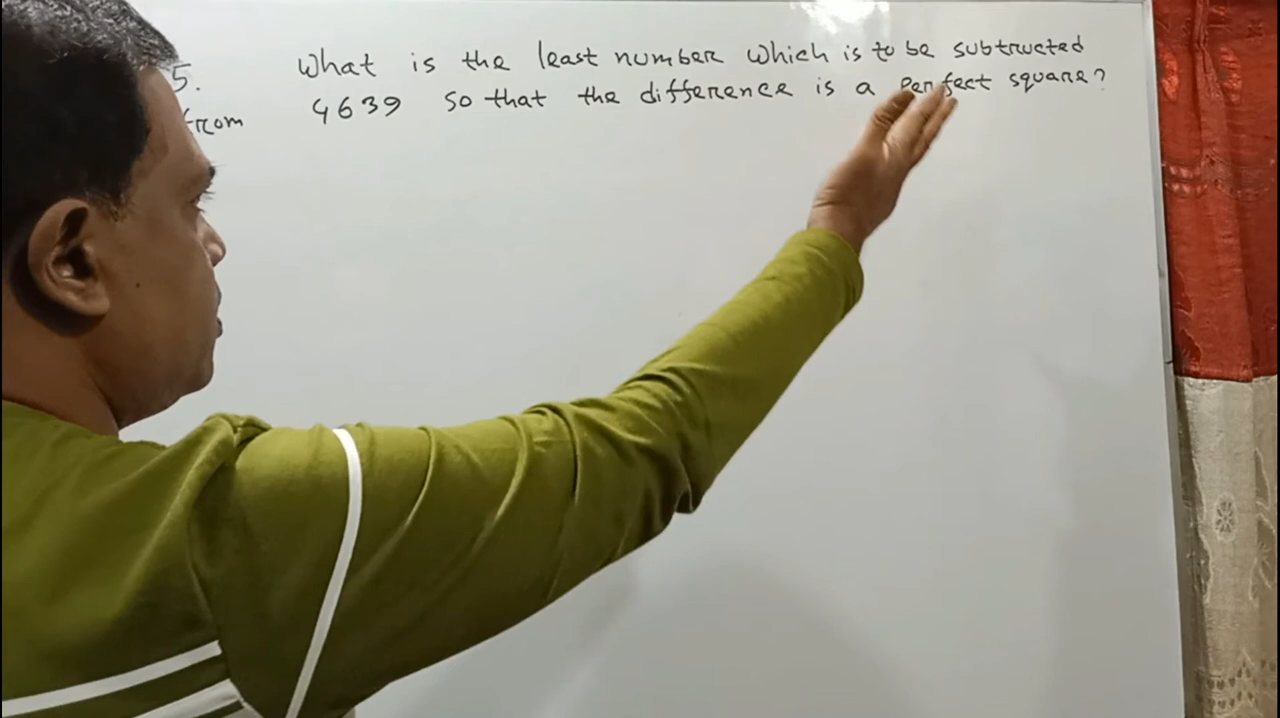 5. What is the least number which is to be subtructed
from 4639 so that the difference is a Perfect square?